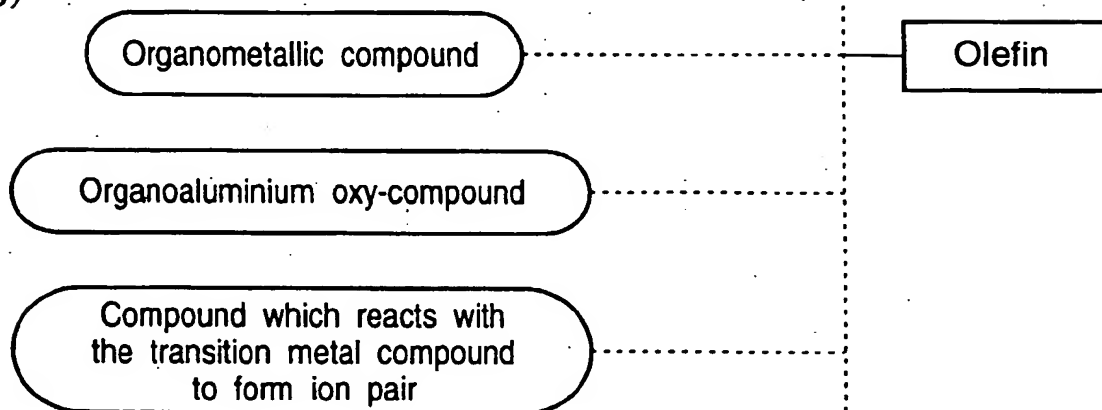 Organometallic compound
Olefin
Organoaluminium oxy-compound
Compound which reacts with
the transition metal compound
to form ion pair